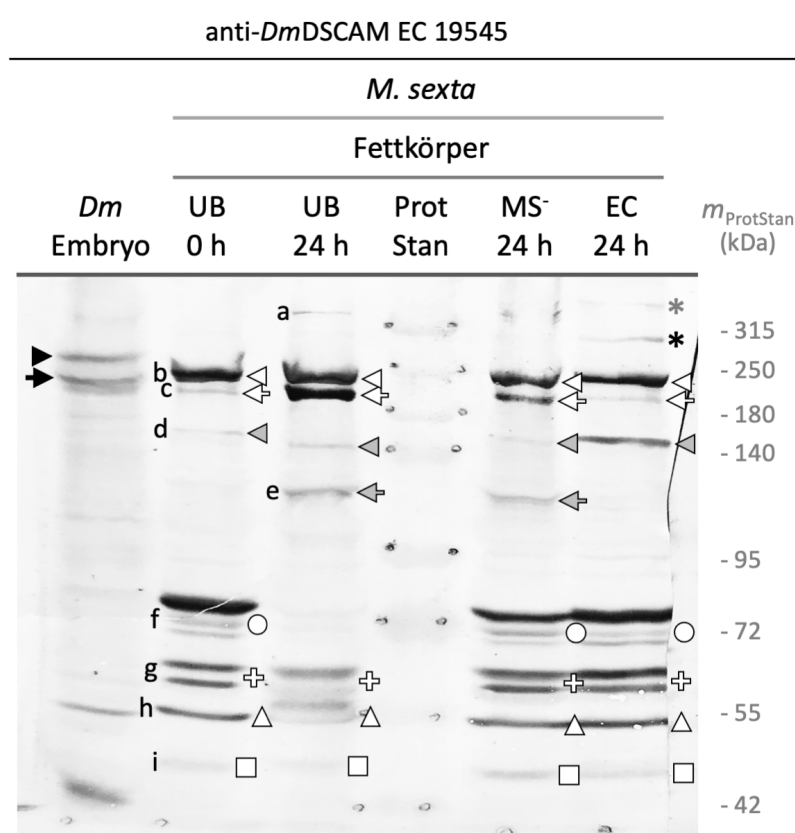 anti-DmDSCAM EC 19545
M. sexta
Fettkörper
Dm Embryo
UB 0 h
UB 24 h
Prot Stan
MS- 24 h
EC 24 h
mProtStan (kDa)
a
*
- 315
*
b
- 250
c
- 180
d
- 140
e
- 95
f
- 72
g
h
- 55
i
- 42